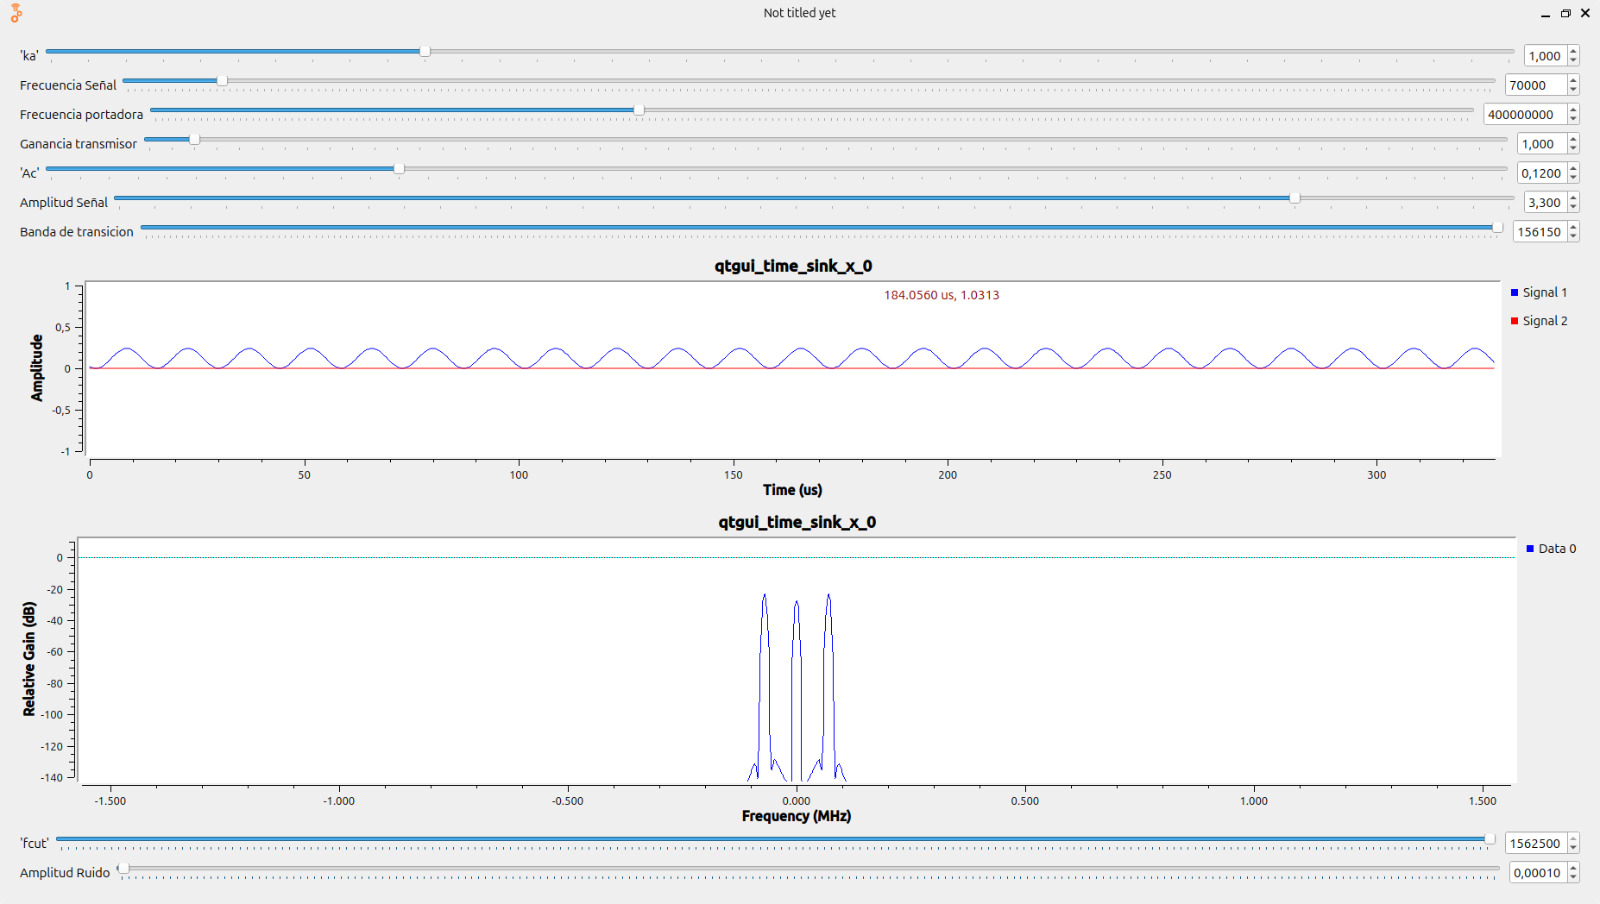 Not titled yet
'ka' 1,000
Frecuencia Señal 70000
Frecuencia portadora 400000000
Ganancia transmisor 1,000
'Ac' 0,1200
Amplitud Señal 3,300
Banda de transicion 156150
qtgui_time_sink_x_0
184.0560 us, 1.0313
Signal 1
Signal 2
Amplitude
1
0,5
0
-0,5
-1
0 50 100 150 200 250 300
Time (us)
qtgui_time_sink_x_0
Data 0
Relative Gain (dB)
0
-20
-40
-60
-80
-100
-120
-140
-1.500 -1.000 -0.500 0.000 0.500 1.000 1.500
Frequency (MHz)
'fcut' 1562500
Amplitud Ruido 0,00010